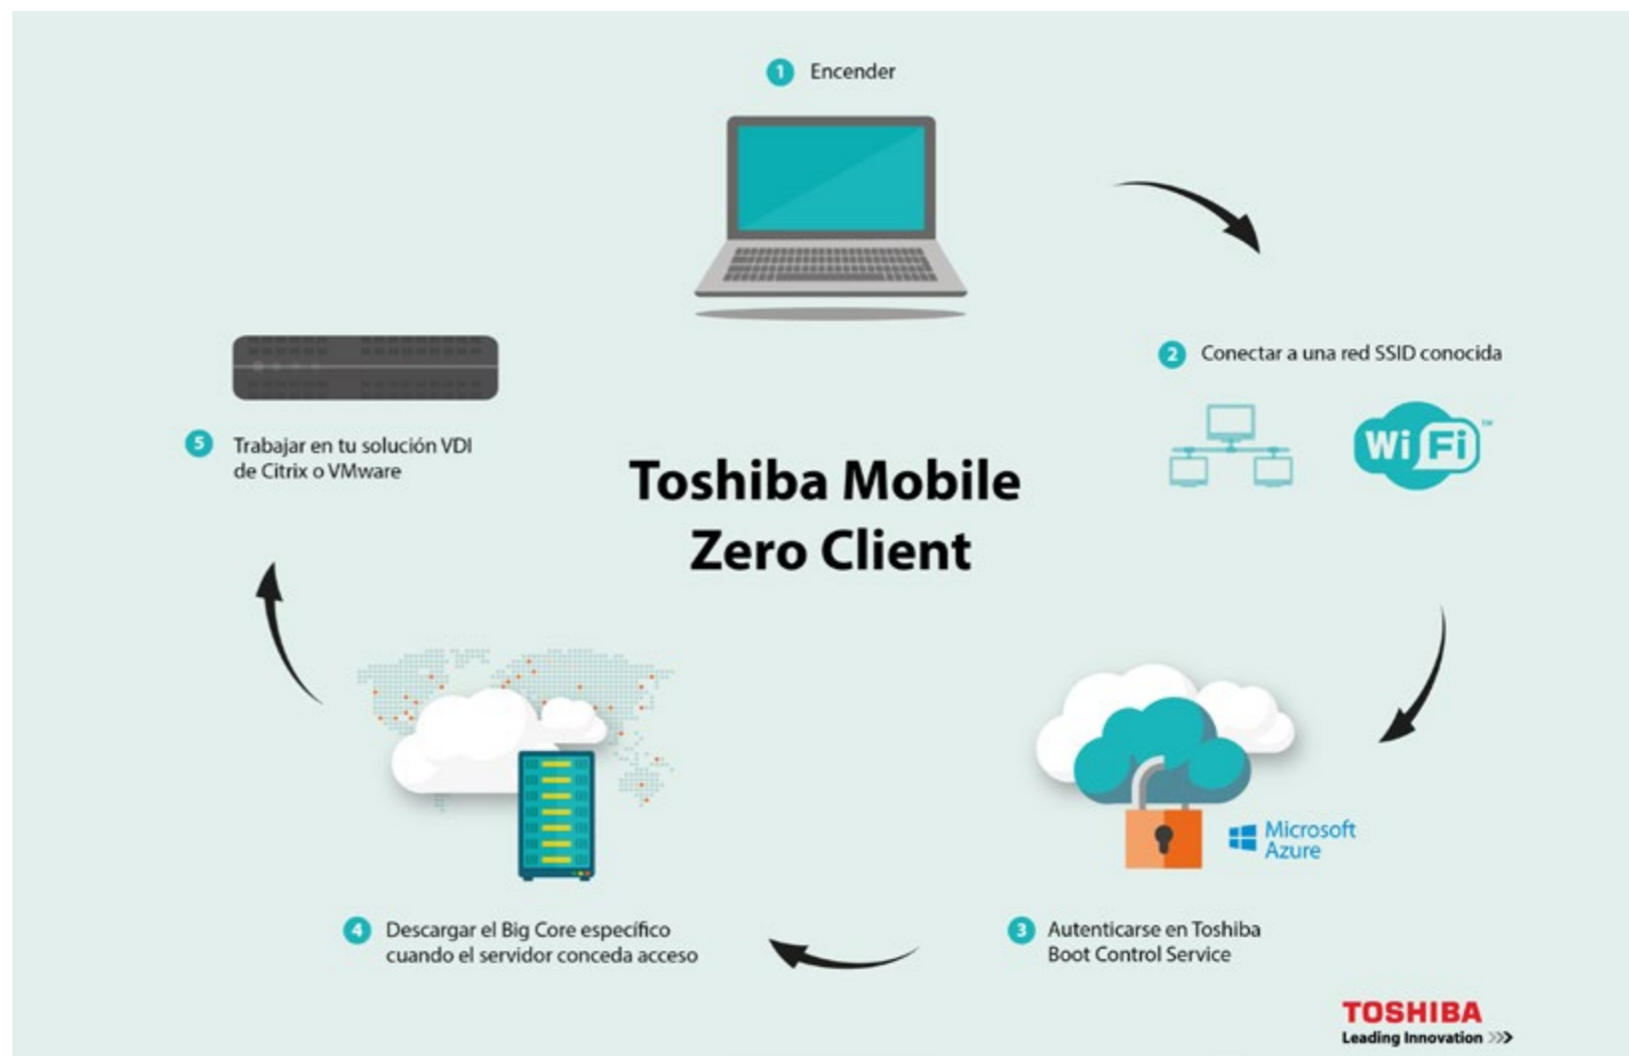 1 Encender
2 Conectar a una red SSID conocida
Wi Fi™
Toshiba Mobile
Zero Client
3 Autenticarse en Toshiba
Boot Control Service
Microsoft
Azure
4 Descargar el Big Core específico
cuando el servidor conceda acceso
5 Trabajar en tu solución VDI
de Citrix o VMware
TOSHIBA
Leading Innovation >>>